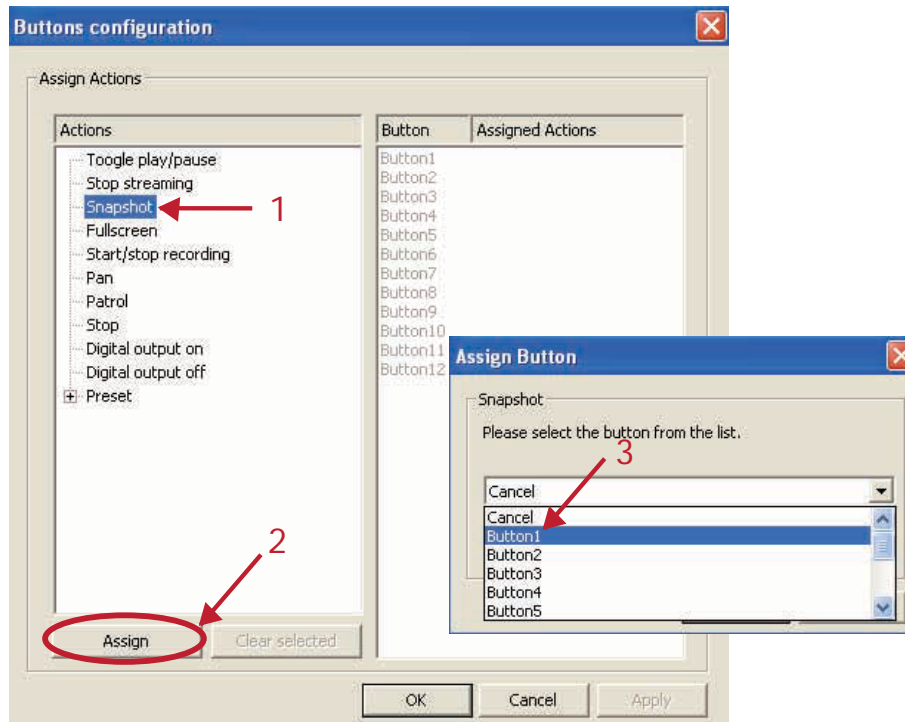 Buttons configuration
Assign Actions
Actions
Toogle play/pause
Stop streaming
Snapshot
1
Fullscreen
Start/stop recording
Pan
Patrol
Stop
Digital output on
Digital output off
Preset
2
Assign
Clear selected
Button Assigned Actions
Button1
Button2
Button3
Button4
Button5
Button6
Button7
Button8
Button9
Button10
Button11
Button12
Assign Button
Snapshot
Please select the button from the list.
3
Cancel
Cancel
Button1
Button2
Button3
Button4
Button5
OK
Cancel
Apply